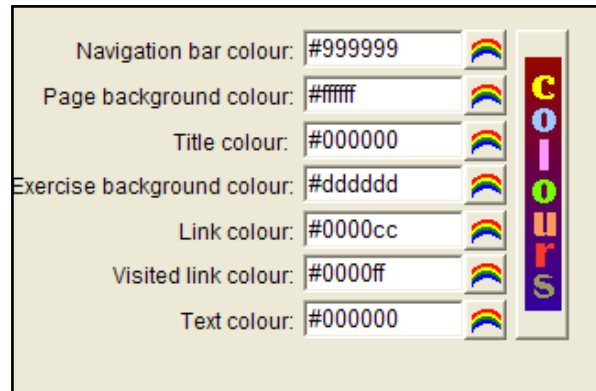 Navigation bar colour: #999999
Page background colour: #ffffff
Title colour: #000000
Exercise background colour: #dddddd
Link colour: #0000cc
Visited link colour: #0000ff
Text colour: #000000
colours